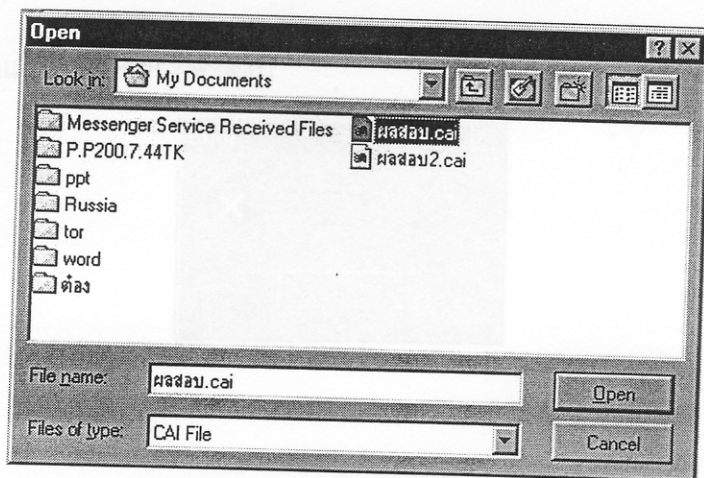 Open
Look in: My Documents
Messenger Service Received Files
P.P200.7.44TK
ppt
Russia
tor
word
ต๋อง
ผลสอบ.cai
ผลสอบ2.cai
File name: ผลสอบ.cai
Open
Files of type: CAI File
Cancel